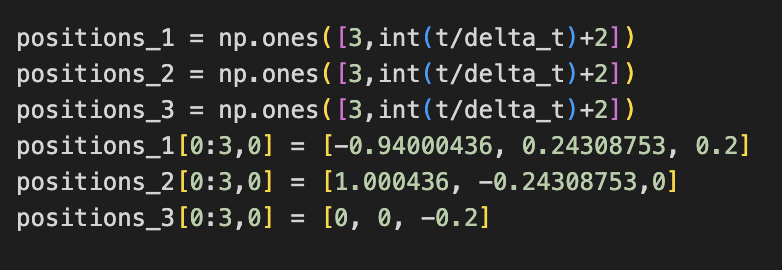 positions_1 = np.ones([3,int(t/delta_t)+2])
positions_2 = np.ones([3,int(t/delta_t)+2])
positions_3 = np.ones([3,int(t/delta_t)+2])
positions_1[0:3,0] = [-0.94000436, 0.24308753, 0.2]
positions_2[0:3,0] = [1.000436, -0.24308753,0]
positions_3[0:3,0] = [0, 0, -0.2]